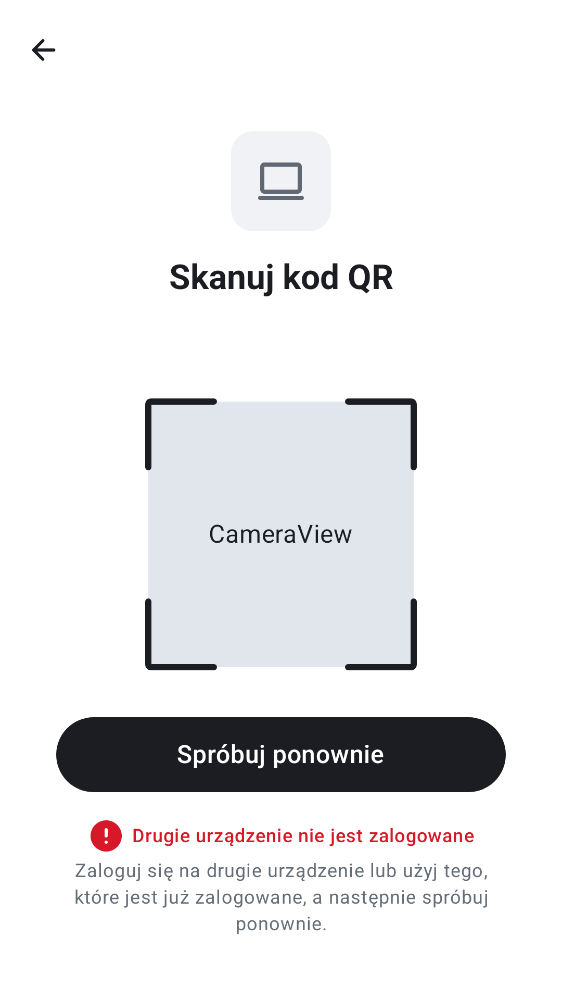 Skanuj kod QR
CameraView
Spróbuj ponownie
Drugie urządzenie nie jest zalogowane
Zaloguj się na drugie urządzenie lub użyj tego,
które jest już zalogowane, a następnie spróbuj
ponownie.